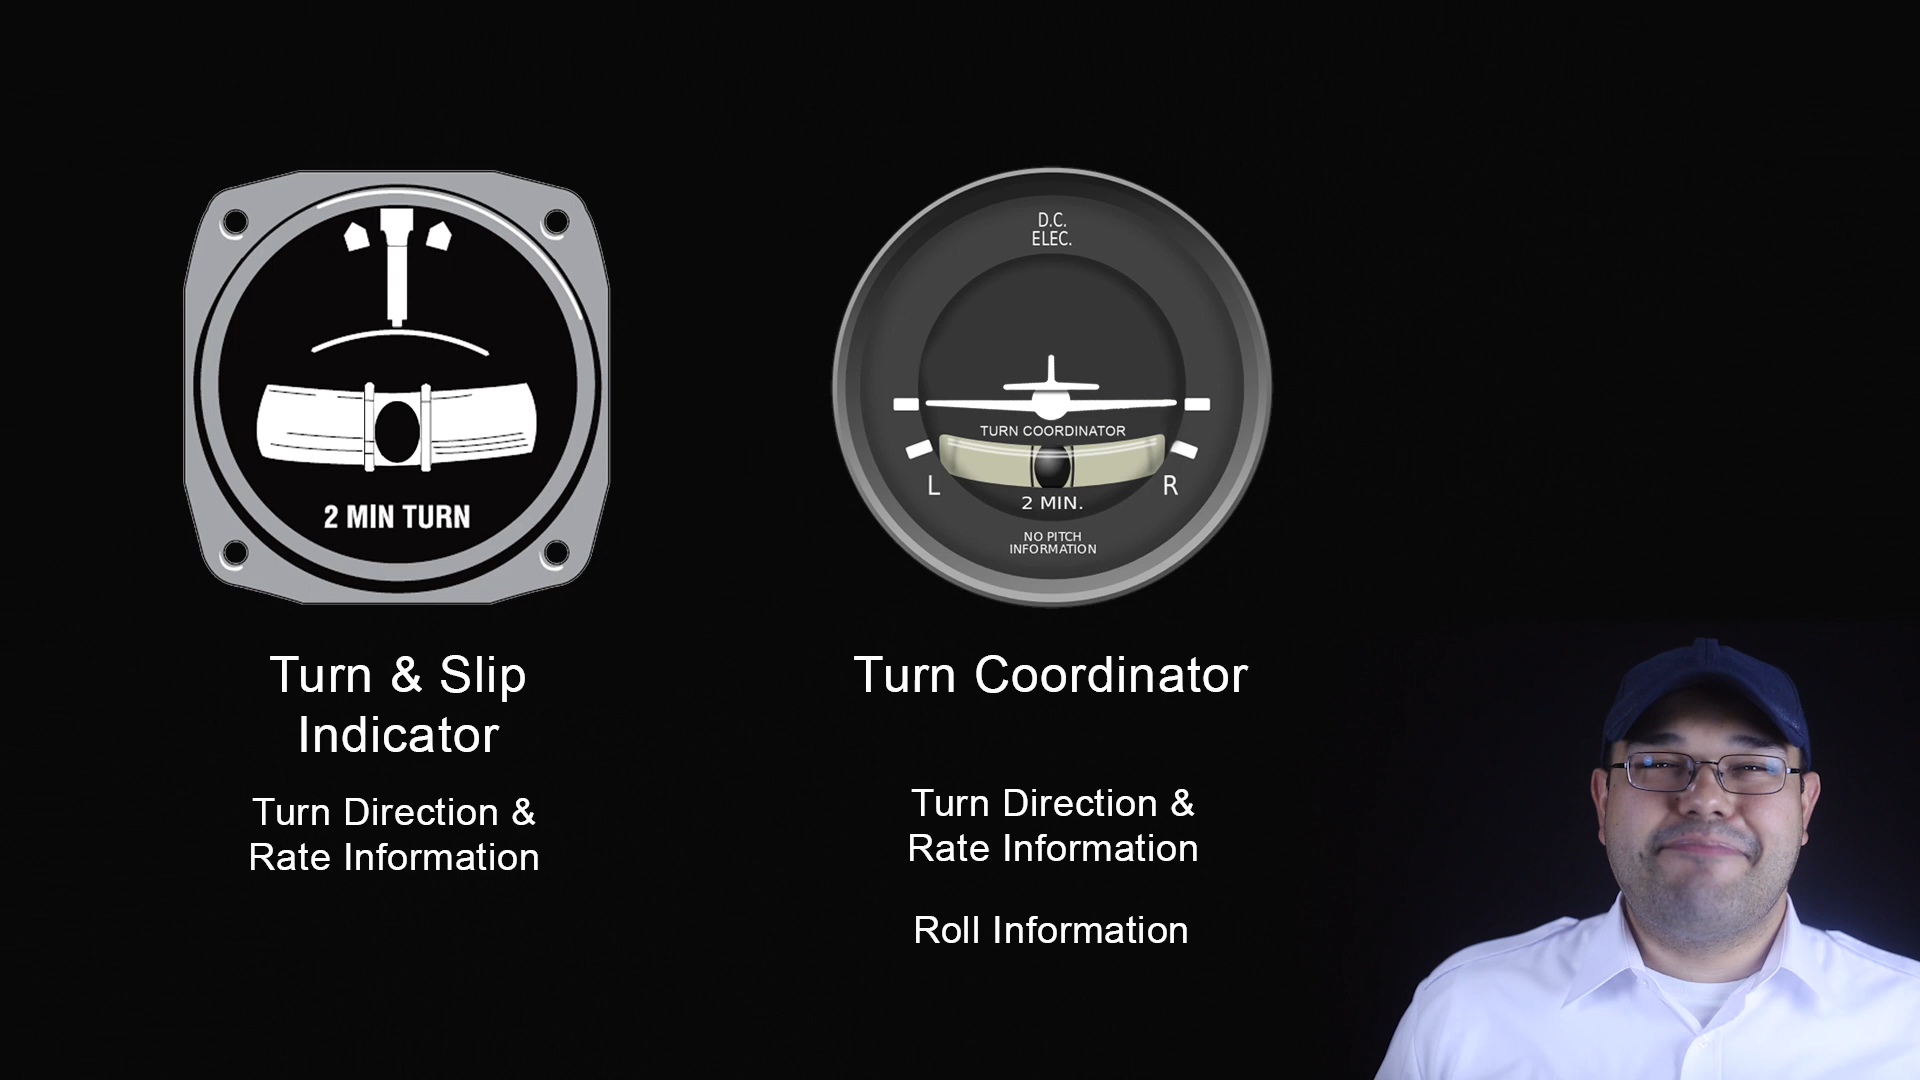 2 MIN TURN
Turn & Slip
Indicator
Turn Direction &
Rate Information
D.C.
ELEC.
TURN COORDINATOR
L
R
2 MIN.
NO PITCH
INFORMATION
Turn Coordinator
Turn Direction &
Rate Information
Roll Information